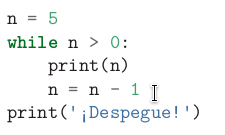 n = 5
while n > 0:
    print(n)
    n = n - 1
print('¡Despegue!')